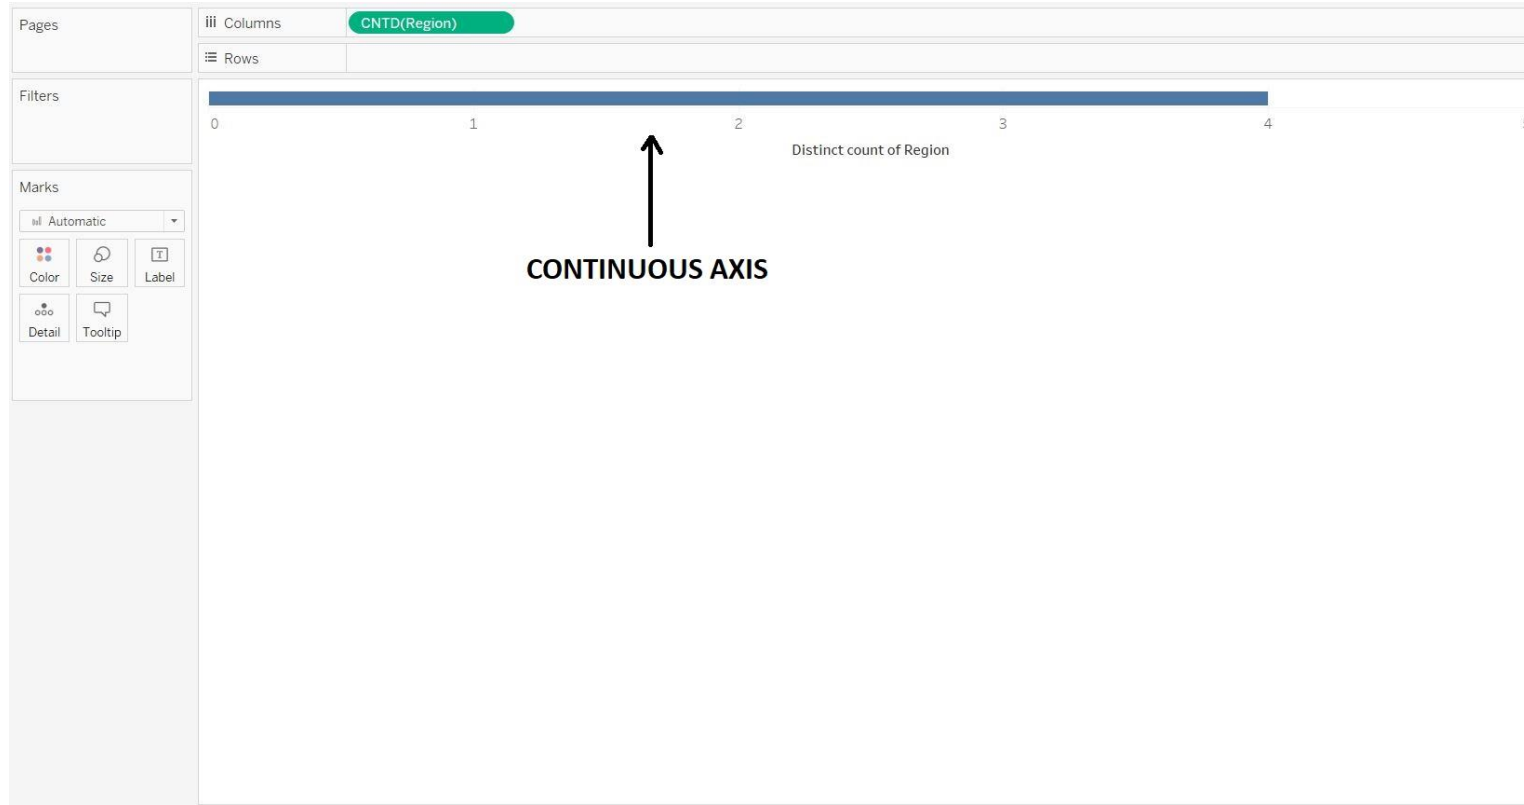 Pages
iii Columns
CNTD(Region)
Rows
Filters
0 1 2 3 4
Distinct count of Region
Marks
Automatic
Color Size Label
Detail Tooltip
CONTINUOUS AXIS